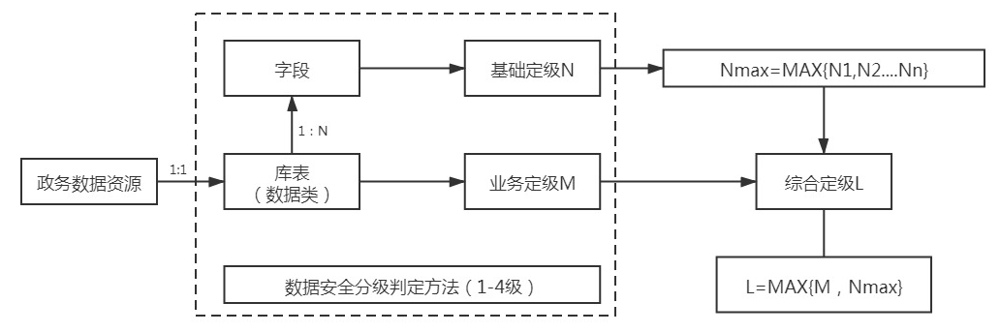 字段
基础定级N
Nmax=MAX{N1,N2....Nn}
1：N
政务数据资源
1:1
库表
（数据类）
业务定级M
综合定级L
数据安全分级判定方法（1-4级）
L=MAX{M，Nmax}